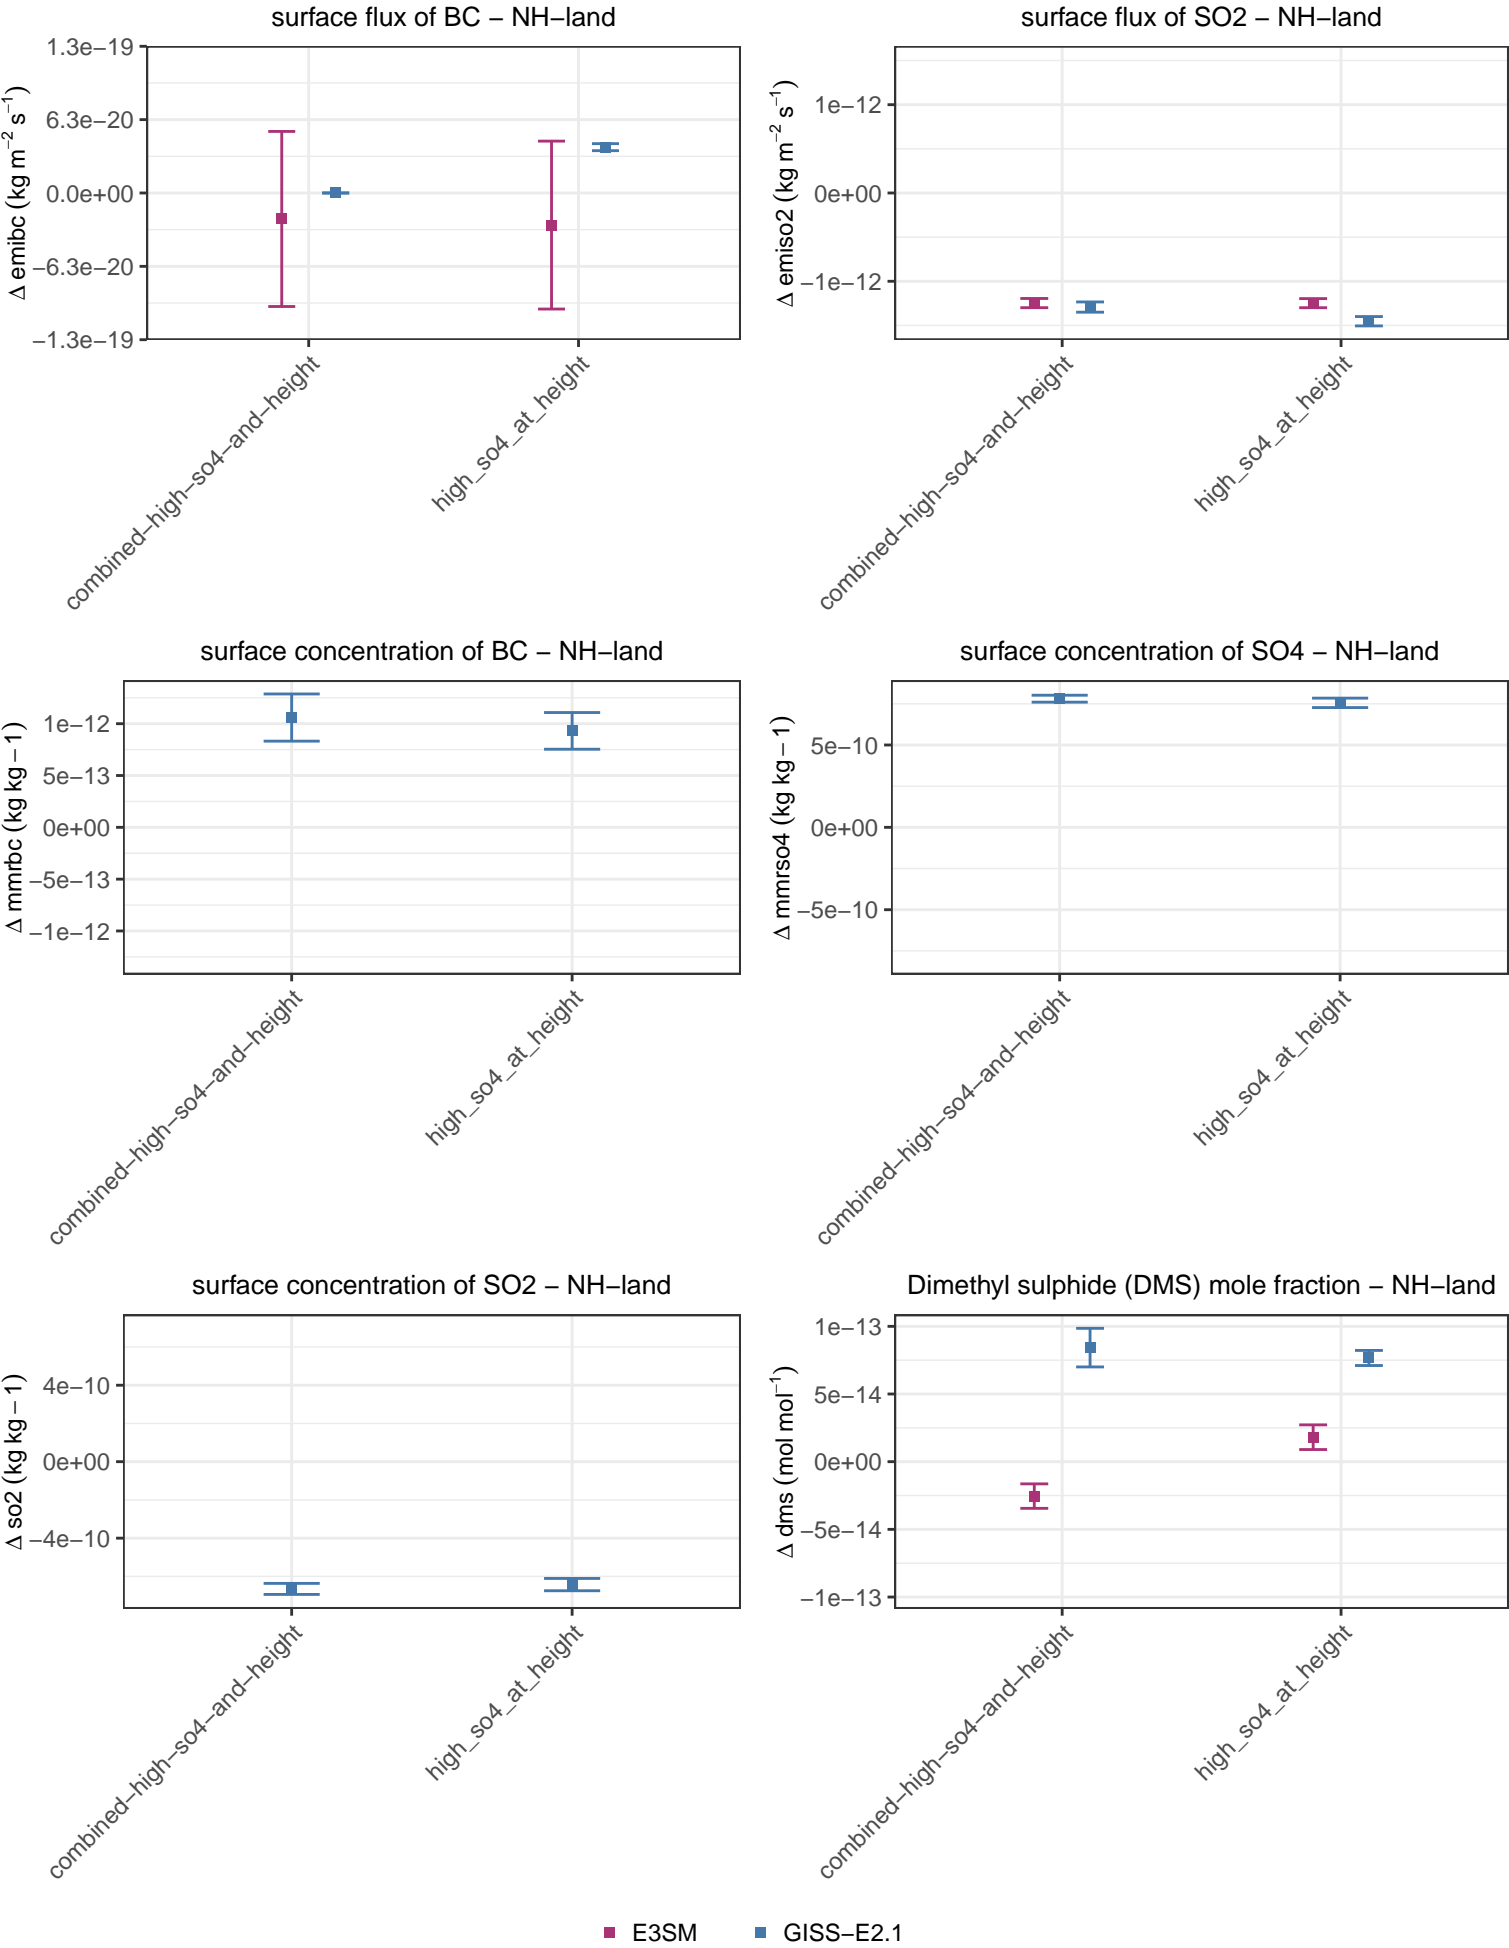 surface flux of BC − NH−land
Δ emibc (kg m−2 s−1)
1.3e−19
6.3e−20
0.0e+00
−6.3e−20
−1.3e−19
combined−high−so4−and−height
high_so4_at_height
surface flux of SO2 − NH−land
Δ emiso2 (kg m−2 s−1)
1e−12
0e+00
−1e−12
combined−high−so4−and−height
high_so4_at_height
surface concentration of BC − NH−land
Δ mmrbc (kg kg − 1)
1e−12
5e−13
0e+00
−5e−13
−1e−12
combined−high−so4−and−height
high_so4_at_height
surface concentration of SO4 − NH−land
Δ mmrso4 (kg kg − 1)
5e−10
0e+00
−5e−10
combined−high−so4−and−height
high_so4_at_height
surface concentration of SO2 − NH−land
Δ so2 (kg kg − 1)
4e−10
0e+00
−4e−10
combined−high−so4−and−height
high_so4_at_height
Dimethyl sulphide (DMS) mole fraction − NH−land
Δ dms (mol mol−1)
1e−13
5e−14
0e+00
−5e−14
−1e−13
combined−high−so4−and−height
high_so4_at_height
E3SM
GISS−E2.1